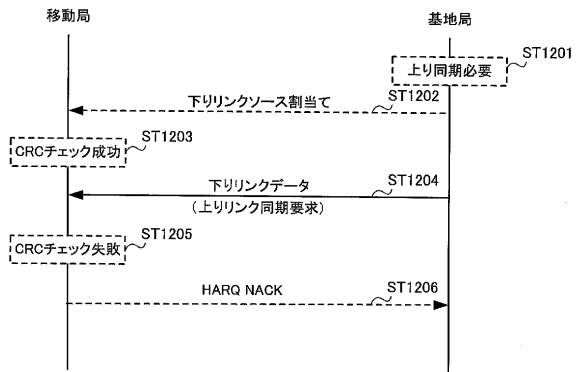 移動局
基地局
上り同期必要
ST1201
下りリンクソース割当て
ST1202
CRCチェック成功
ST1203
下りリンクデータ
(上りリンク同期要求)
ST1204
CRCチェック失敗
ST1205
HARQ NACK
ST1206